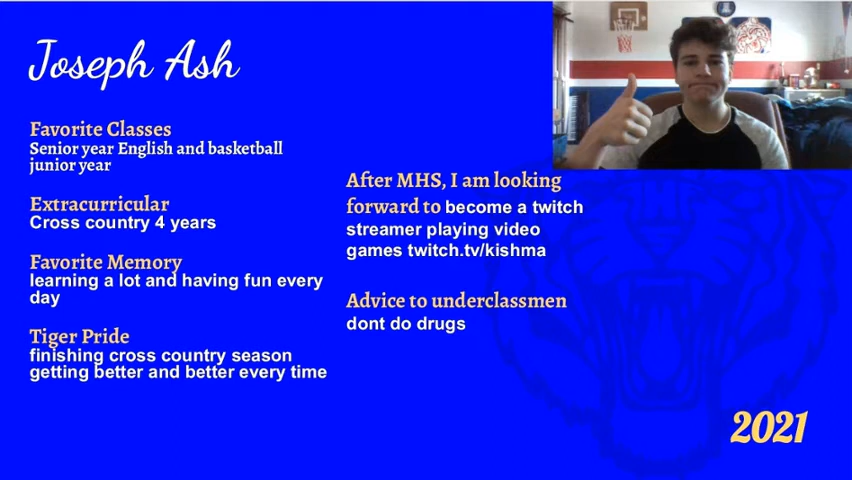 Joseph Ash
Favorite Classes
Senior year English and basketball
junior year
Extracurricular
Cross country 4 years
Favorite Memory
learning a lot and having fun every
day
Tiger Pride
finishing cross country season
getting better and better every time
After MHS, I am looking
forward to become a twitch
streamer playing video
games twitch.tv/kishma
Advice to underclassmen
dont do drugs
2021